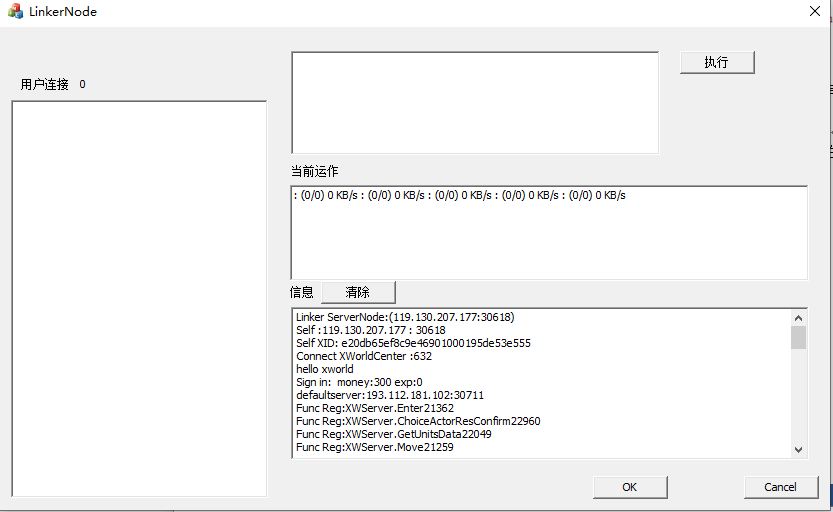 LinkerNode
用户连接 0
执行
当前运作
: (0/0) 0 KB/s : (0/0) 0 KB/s : (0/0) 0 KB/s : (0/0) 0 KB/s : (0/0) 0 KB/s
信息 清除
Linker ServerNode:(119.130.207.177:30618)
Self :119.130.207.177 : 30618
Self XID: e20db65ef8c9e46901000195de53e555
Connect XWorldCenter :632
hello xworld
Sign in:  money:300 exp:0
defaultserver:193.112.181.102:30711
Func Reg:XWServer.Enter21362
Func Reg:XWServer.ChoiceActorResConfirm22960
Func Reg:XWServer.GetUnitsData22049
Func Reg:XWServer.Move21259
OK Cancel